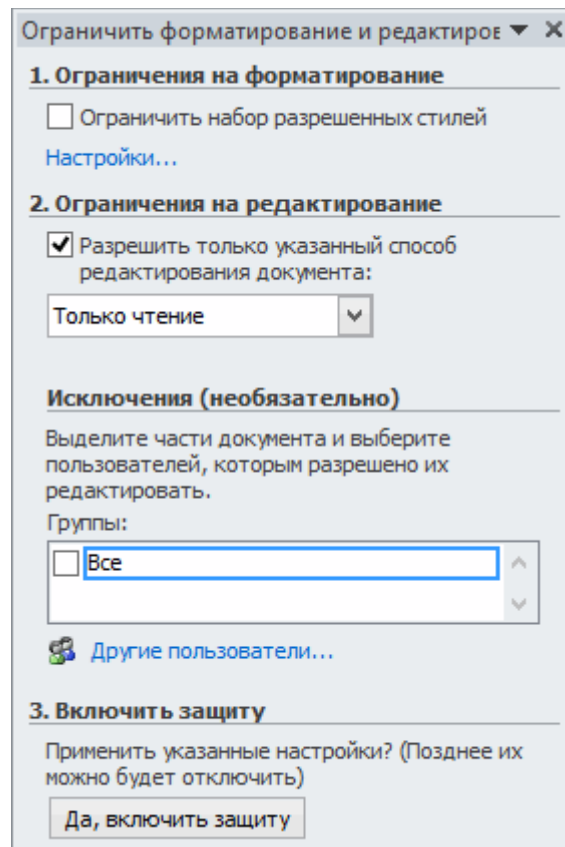 Ограничить форматирование и редактиров
1. Ограничения на форматирование
Ограничить набор разрешенных стилей
Настройки...
2. Ограничения на редактирование
Разрешить только указанный способ
редактирования документа:
Только чтение
Исключения (необязательно)
Выделите части документа и выберите
пользователей, которым разрешено их
редактировать.
Группы:
Все
Другие пользователи...
3. Включить защиту
Применить указанные настройки? (Позднее их
можно будет отключить)
Да, включить защиту